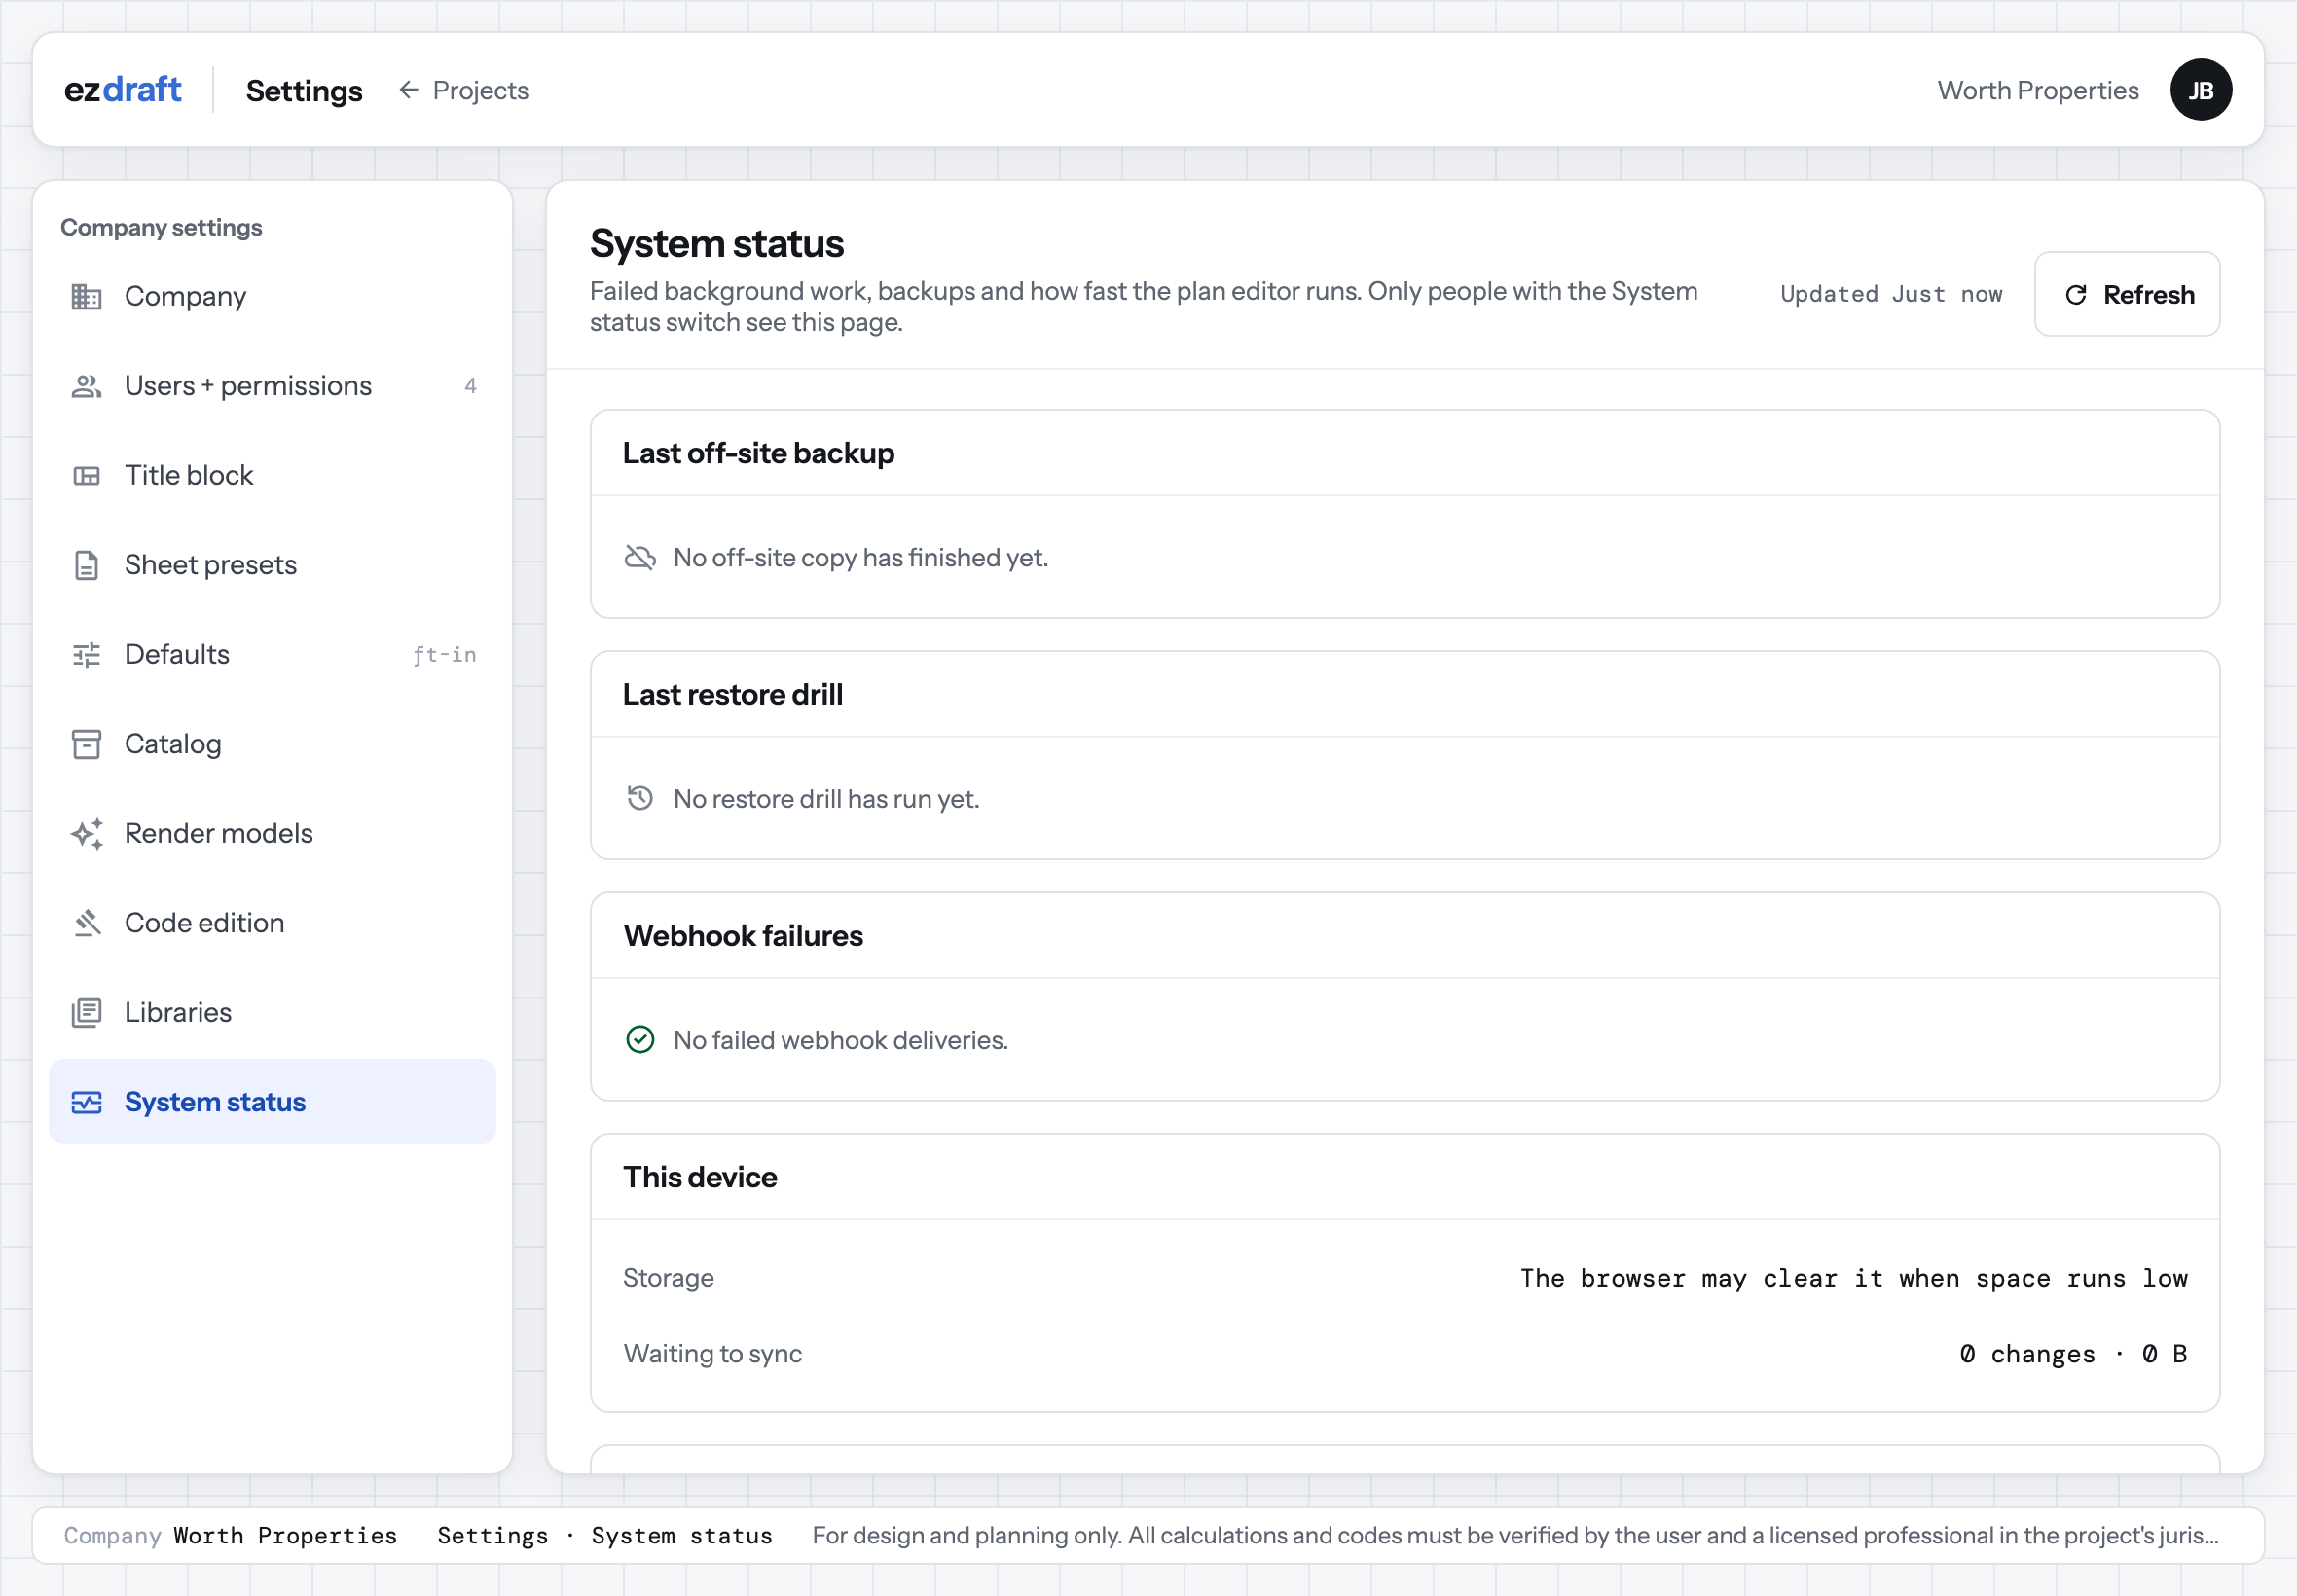 ezdraft
Settings
← Projects
Worth Properties
JB
Company settings
Company
Users + permissions 4
Title block
Sheet presets
Defaults ft-in
Catalog
Render models
Code edition
Libraries
System status
System status
Failed background work, backups and how fast the plan editor runs. Only people with the System
status switch see this page.
Updated Just now
Refresh
Last off-site backup
No off-site copy has finished yet.
Last restore drill
No restore drill has run yet.
Webhook failures
No failed webhook deliveries.
This device
Storage The browser may clear it when space runs low
Waiting to sync 0 changes · 0 B
Company Worth Properties Settings · System status For design and planning only. All calculations and codes must be verified by the user and a licensed professional in the project's juris...